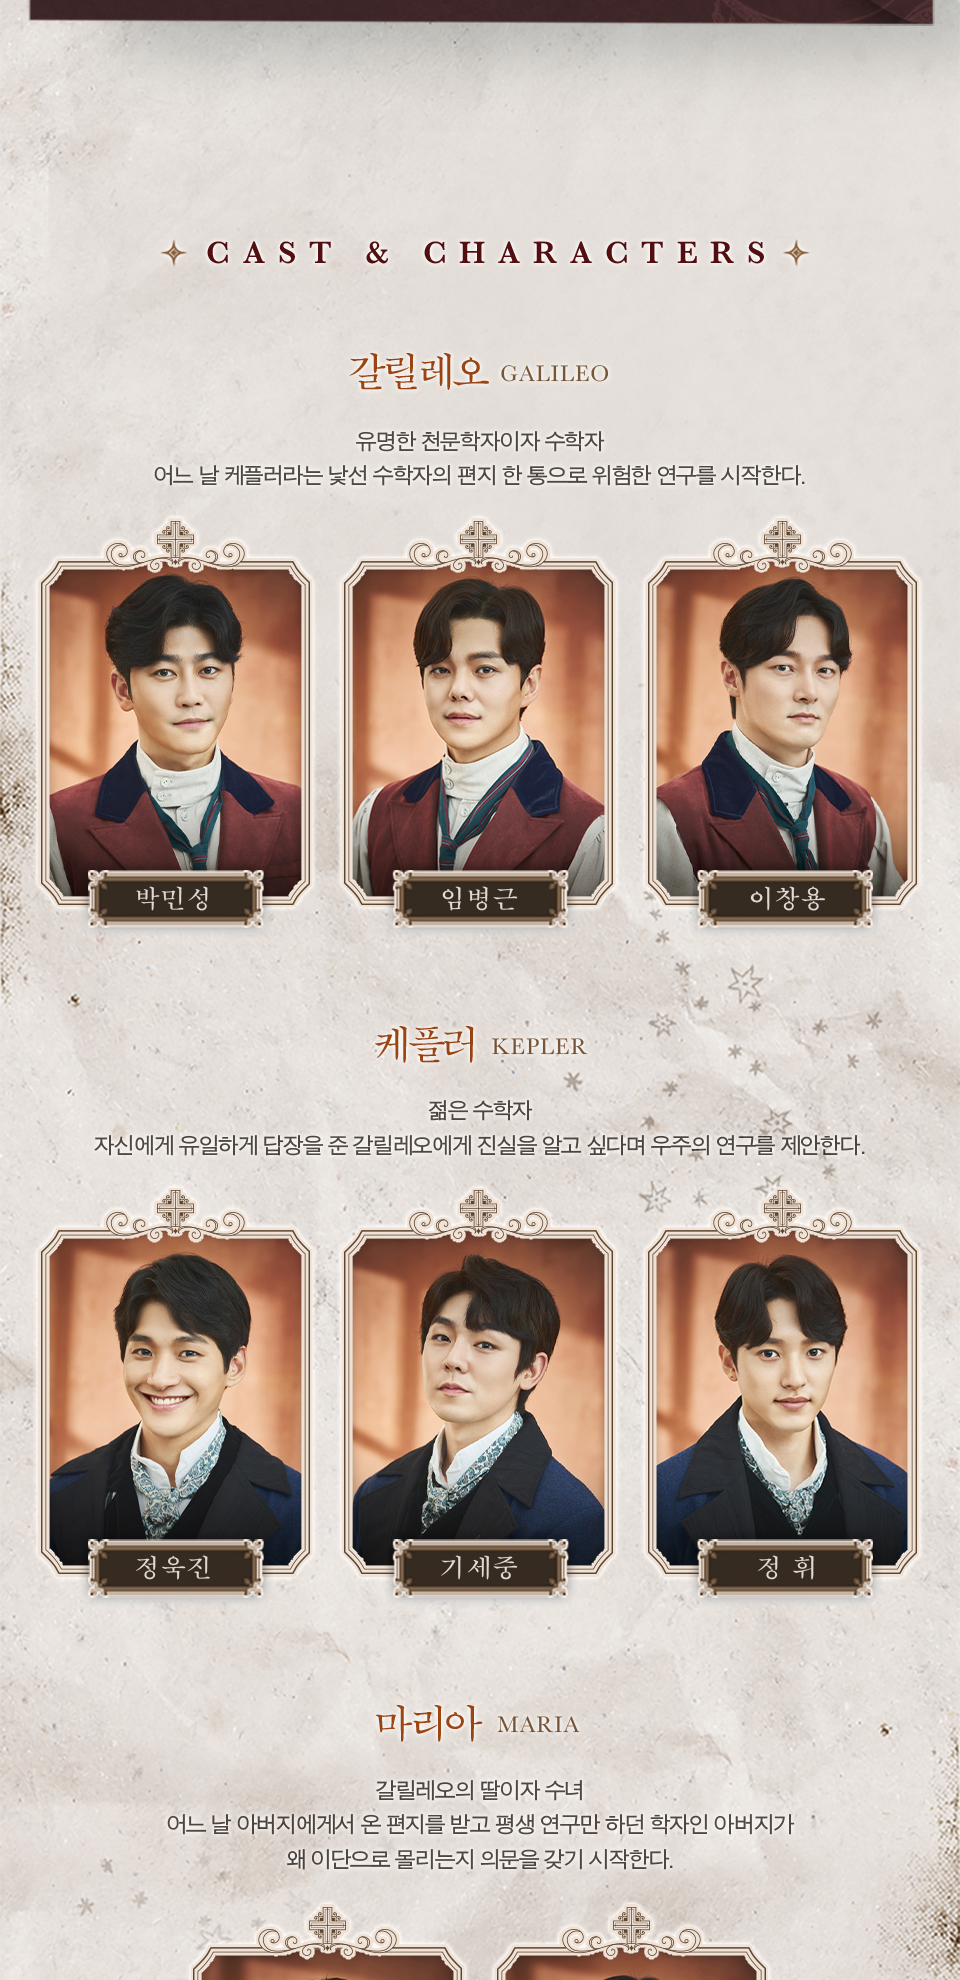 CAST & CHARACTERS
갈릴레오 GALILEO
유명한 천문학자이자 수학자
어느 날 케플러라는 낯선 수학자의 편지 한 통으로 위험한 연구를 시작한다.
박민성
임병근
이창용
케플러 KEPLER
젊은 수학자
자신에게 유일하게 답장을 준 갈릴레오에게 진실을 알고 싶다며 우주의 연구를 제안한다.
정욱진
기세중
정 휘
마리아 MARIA
갈릴레오의 딸이자 수녀
어느 날 아버지에게서 온 편지를 받고 평생 연구만 하던 학자인 아버지가
왜 이단으로 몰리는지 의문을 갖기 시작한다.